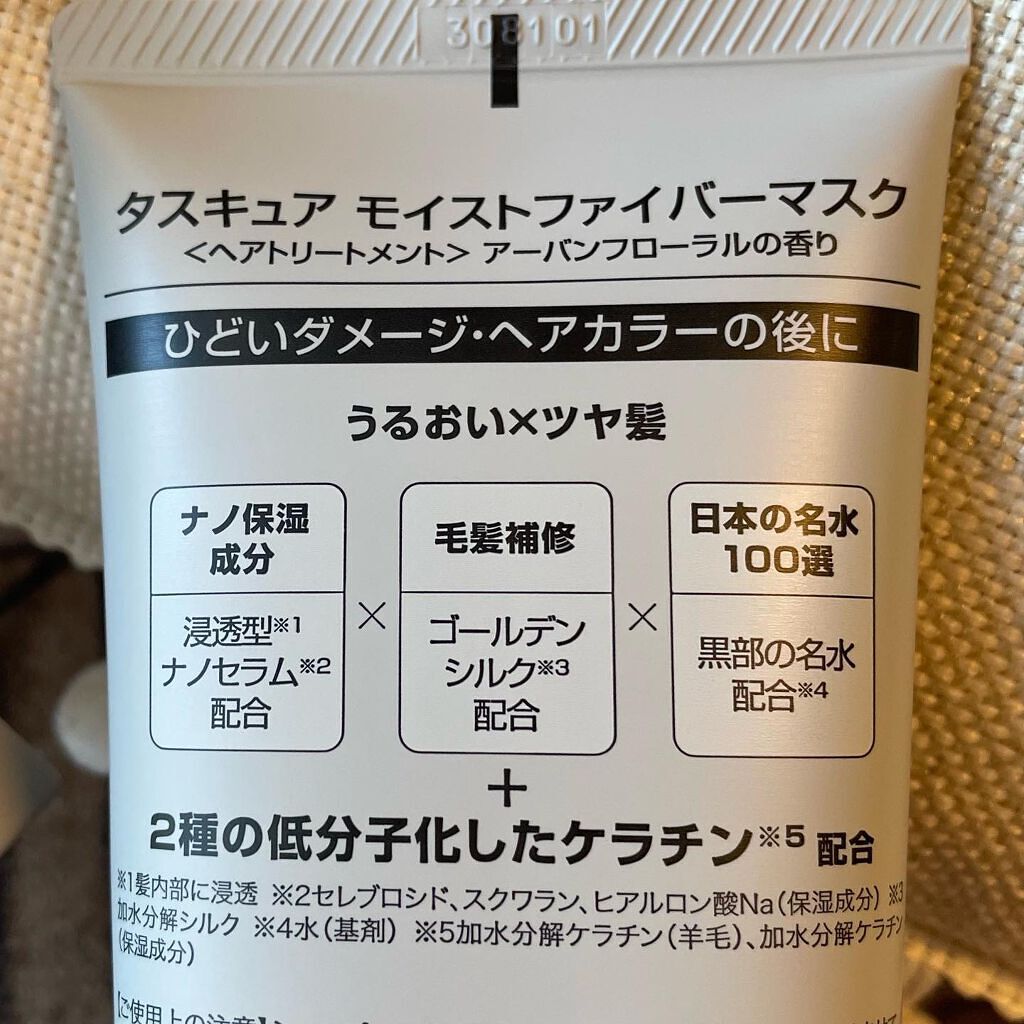 308101
タスキュア モイストファイバーマスク
<ヘアトリートメント> アーバンフローラルの香り
ひどいダメージ・ヘアカラーの後に
うるおい×ツヤ髪
ナノ保湿
成分
浸透型※1
ナノセラム※2
配合
×
毛髪補修
ゴールデン
シルク※3
配合
×
日本の名水
100選
黒部の名水
配合※4
+
2種の低分子化したケラチン※5 配合
※1髪内部に浸透 ※2セレブロシド、スクワラン、ヒアルロン酸Na(保湿成分) ※3
加水分解シルク ※4水(基剤) ※5加水分解ケラチン(羊毛)、加水分解ケラチン
(保湿成分)
【ご使用上の注意】